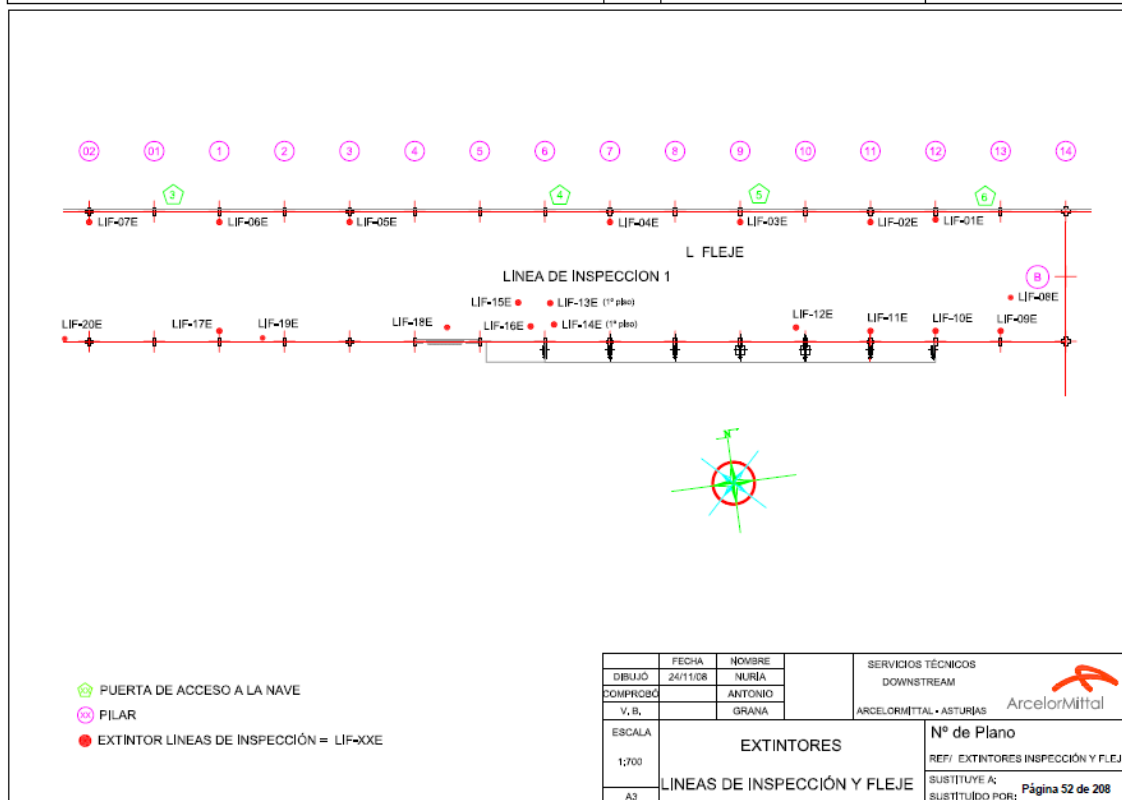 02 01 1 2 3 4 5 6 7 8 9 10 11 12 13 14
3 4 5 6
LIF-07E LIF-06E LIF-05E LIF-04E LIF-03E LIF-02E LIF-01E
L FLEJE
B
LINEA DE INSPECCION 1
LIF-15E LIF-13E (1º piso) LIF-08E
LIF-20E LIF-17E LIF-19E LIF-18E LIF-16E LIF-14E (1º piso) LIF-12E LIF-11E LIF-10E LIF-09E
N
XX PUERTA DE ACCESO A LA NAVE
XX PILAR
EXTINTOR LINEAS DE INSPECCIÓN = LIF-XXE
FECHA NOMBRE
DIBUJÓ 24/11/08 NURIA
COMPROBÓ ANTONIO
V. B. GRANA
SERVICIOS TÉCNICOS
DOWNSTREAM
ARCELORMITTAL - ASTURIAS
ArcelorMittal
ESCALA
1:700
A3
EXTINTORES
LINEAS DE INSPECCIÓN Y FLEJE
Nº de Plano
REF/ EXTINTORES INSPECCIÓN Y FLEJ
SUSTITUYE A:
SUSTITUÍDO POR:
Página 52 de 208